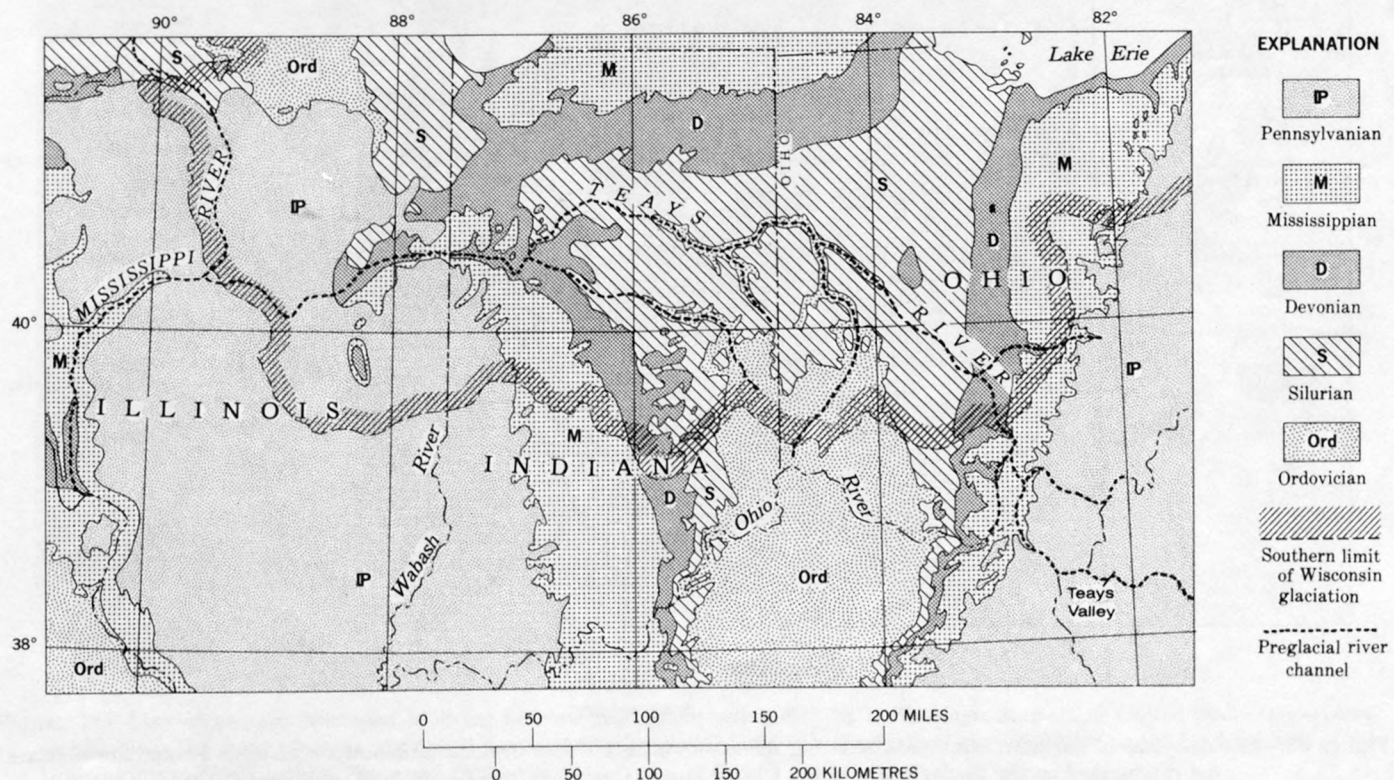 90° 88° 86° 84° 82°
Lake Erie
S
Ord
M
D
S
OHIO
S
M
RIVER
P
TEAYS
D
OHIO
MISSISSIPPI
RIVER
40°
M
P
ILLINOIS
M
River
INDIANA
D
S
Ohio
River
Wabash
P
Ord
Teays
Valley
38°
Ord
0 50 100 150 200 MILES
0 50 100 150 200 KILOMETRES
EXPLANATION
P
Pennsylvanian
M
Mississippian
D
Devonian
S
Silurian
Ord
Ordovician
Southern limit
of Wisconsin
glaciation
Preglacial river
channel